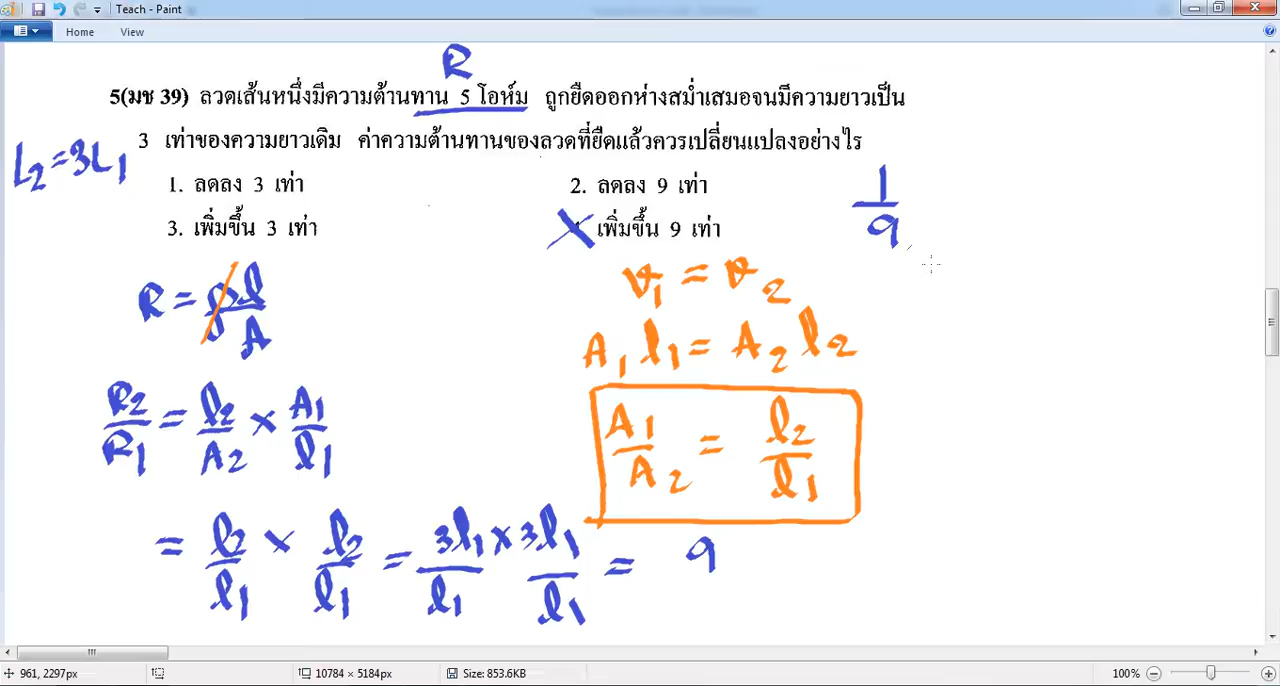 Teach - Paint
Home View
R
5(มช 39) ลวดเส้นหนึ่งมีความต้านทาน 5 โอห์ม ถูกยืดออกห่างสม่ำเสมอจนมีความยาวเป็น
3 เท่าของความยาวเดิม ค่าความต้านทานของลวดที่ยืดแล้วควรเปลี่ยนแปลงอย่างไร
L₂=3L₁
1. ลดลง 3 เท่า
2. ลดลง 9 เท่า
3. เพิ่มขึ้น 3 เท่า
เพิ่มขึ้น 9 เท่า
1/9
R = ρl/A
V₁ = V₂
A₁ l₁ = A₂ l₂
R₂/R₁ = l₂/A₂ × A₁/l₁
A₁/A₂ = l₂/l₁
= l₂/l₁ × l₂/l₁ = 3l₁/l₁ × 3l₁/l₁ = 9
961, 2297px
10784 × 5184px
Size: 853.6KB
100%